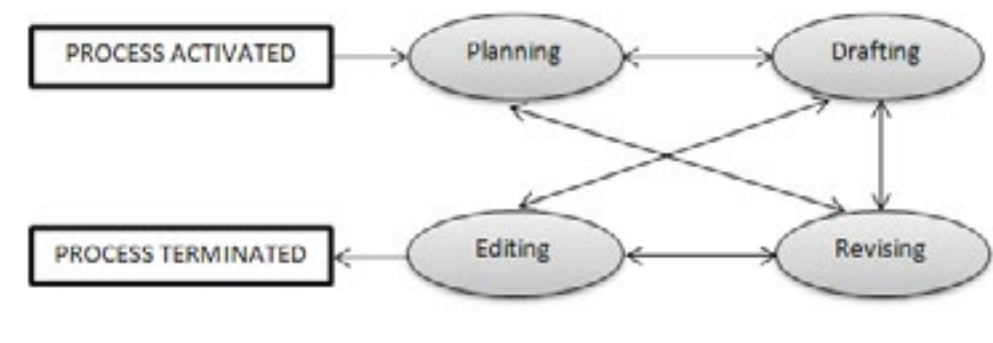 PROCESS ACTIVATED
Planning
Drafting
PROCESS TERMINATED
Editing
Revising